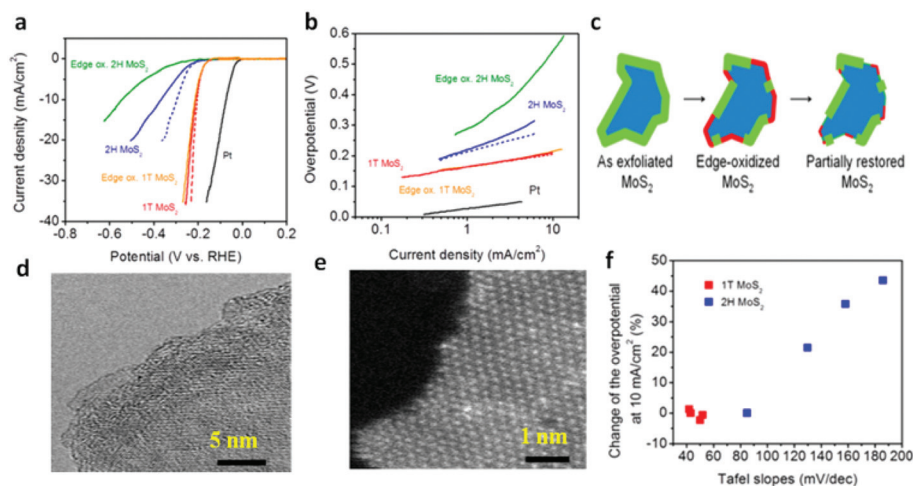 a
Current density (mA/cm²)
0
-5
-10
-15
-20
-25
-30
-35
-40
-0.8
-0.6
-0.4
-0.2
0.0
0.2
Potential (V vs. RHE)
Edge ox. 2H MoS₂
2H MoS₂
Edge ox. 1T MoS₂
1T MoS₂
Pt
b
Overpotential (V)
0.6
0.5
0.4
0.3
0.2
0.1
0.0
0.1
1
10
Current density (mA/cm²)
Edge ox. 2H MoS₂
2H MoS₂
1T MoS₂
Edge ox. 1T MoS₂
Pt
c
As exfoliated
MoS₂
Edge-oxidized
MoS₂
Partially restored
MoS₂
d
5 nm
e
1 nm
f
Change of the overpotential
at 10 mA/cm² (%)
50
40
30
20
10
0
-10
40
60
80
100
120
140
160
180
200
Tafel slopes (mV/dec)
1T MoS₂
2H MoS₂